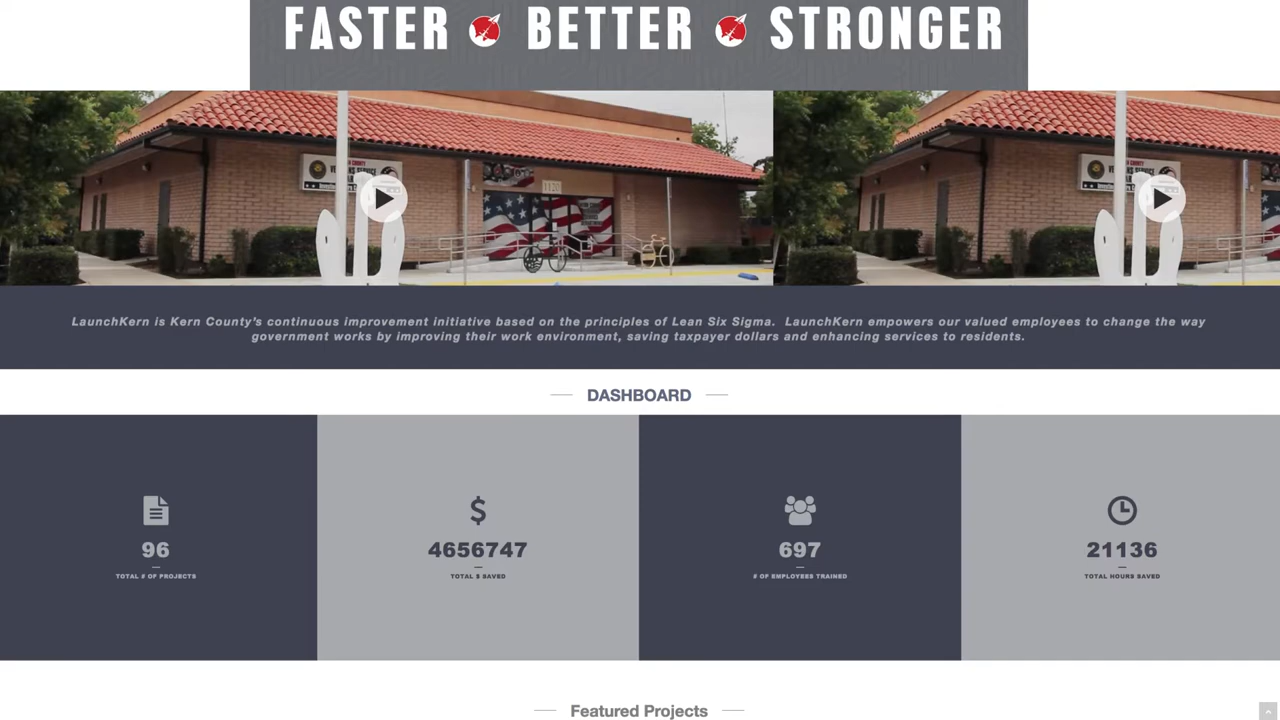 FASTER BETTER STRONGER
1120
LaunchKern is Kern County's continuous improvement initiative based on the principles of Lean Six Sigma. LaunchKern empowers our valued employees to change the way
government works by improving their work environment, saving taxpayer dollars and enhancing services to residents.
DASHBOARD
96
TOTAL # OF PROJECTS
4656747
TOTAL $ SAVED
697
# OF EMPLOYEES TRAINED
21136
TOTAL HOURS SAVED
Featured Projects